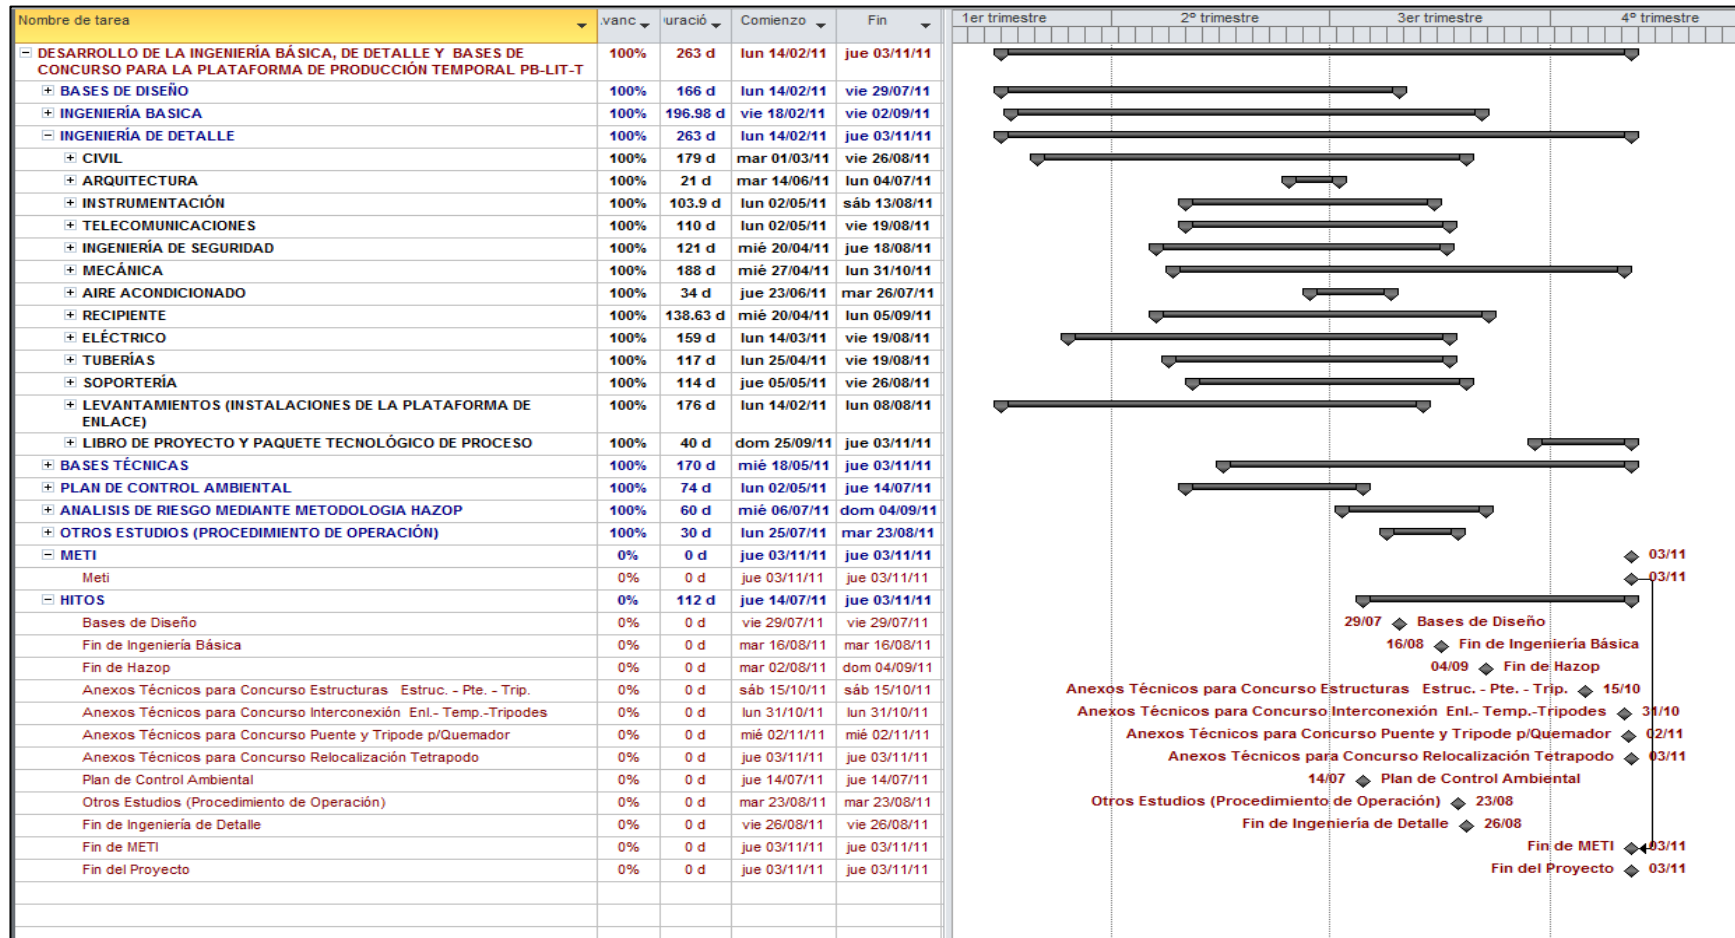 Nombre de tarea .vanc uració Comienzo Fin 1er trimestre 2º trimestre 3er trimestre 4º trimestre
DESARROLLO DE LA INGENIERÍA BÁSICA, DE DETALLE Y BASES DE
CONCURSO PARA LA PLATAFORMA DE PRODUCCIÓN TEMPORAL PB-LIT-T 100% 263 d lun 14/02/11 jue 03/11/11
BASES DE DISEÑO 100% 166 d lun 14/02/11 vie 29/07/11
INGENIERÍA BASICA 100% 196.98 d vie 18/02/11 vie 02/09/11
INGENIERÍA DE DETALLE 100% 263 d lun 14/02/11 jue 03/11/11
CIVIL 100% 179 d mar 01/03/11 vie 26/08/11
ARQUITECTURA 100% 21 d mar 14/06/11 lun 04/07/11
INSTRUMENTACIÓN 100% 103.9 d lun 02/05/11 sáb 13/08/11
TELECOMUNICACIONES 100% 110 d lun 02/05/11 vie 19/08/11
INGENIERÍA DE SEGURIDAD 100% 121 d mié 20/04/11 jue 18/08/11
MECÁNICA 100% 188 d mié 27/04/11 lun 31/10/11
AIRE ACONDICIONADO 100% 34 d jue 23/06/11 mar 26/07/11
RECIPIENTE 100% 138.63 d mié 20/04/11 lun 05/09/11
ELÉCTRICO 100% 159 d lun 14/03/11 vie 19/08/11
TUBERÍAS 100% 117 d lun 25/04/11 vie 19/08/11
SOPORTERÍA 100% 114 d jue 05/05/11 vie 26/08/11
LEVANTAMIENTOS (INSTALACIONES DE LA PLATAFORMA DE
ENLACE) 100% 176 d lun 14/02/11 lun 08/08/11
LIBRO DE PROYECTO Y PAQUETE TECNOLÓGICO DE PROCESO 100% 40 d dom 25/09/11 jue 03/11/11
BASES TÉCNICAS 100% 170 d mié 18/05/11 jue 03/11/11
PLAN DE CONTROL AMBIENTAL 100% 74 d lun 02/05/11 jue 14/07/11
ANALISIS DE RIESGO MEDIANTE METODOLOGIA HAZOP 100% 60 d mié 06/07/11 dom 04/09/11
OTROS ESTUDIOS (PROCEDIMIENTO DE OPERACIÓN) 100% 30 d lun 25/07/11 mar 23/08/11
METI 0% 0 d jue 03/11/11 jue 03/11/11 03/11
Meti 0% 0 d jue 03/11/11 jue 03/11/11 03/11
HITOS 0% 112 d jue 14/07/11 jue 03/11/11
Bases de Diseño 0% 0 d vie 29/07/11 vie 29/07/11 29/07 Bases de Diseño
Fin de Ingeniería Básica 0% 0 d mar 16/08/11 mar 16/08/11 16/08 Fin de Ingeniería Básica
Fin de Hazop 0% 0 d mar 02/08/11 dom 04/09/11 04/09 Fin de Hazop
Anexos Técnicos para Concurso Estructuras Estruc. - Pte. - Trip. 0% 0 d sáb 15/10/11 sáb 15/10/11 Anexos Técnicos para Concurso Estructuras Estruc. - Pte. - Trip. 15/10
Anexos Técnicos para Concurso Interconexión Enl.- Temp.-Tripodes 0% 0 d lun 31/10/11 lun 31/10/11 Anexos Técnicos para Concurso Interconexión Enl.- Temp.-Tripodes 31/10
Anexos Técnicos para Concurso Puente y Tripode p/Quemador 0% 0 d mié 02/11/11 mié 02/11/11 Anexos Técnicos para Concurso Puente y Tripode p/Quemador 02/11
Anexos Técnicos para Concurso Relocalización Tetrapodo 0% 0 d jue 03/11/11 jue 03/11/11 Anexos Técnicos para Concurso Relocalización Tetrapodo 03/11
Plan de Control Ambiental 0% 0 d jue 14/07/11 jue 14/07/11 14/07 Plan de Control Ambiental
Otros Estudios (Procedimiento de Operación) 0% 0 d mar 23/08/11 mar 23/08/11 Otros Estudios (Procedimiento de Operación) 23/08
Fin de Ingeniería de Detalle 0% 0 d vie 26/08/11 vie 26/08/11 Fin de Ingeniería de Detalle 26/08
Fin de METI 0% 0 d jue 03/11/11 jue 03/11/11 Fin de METI 03/11
Fin del Proyecto 0% 0 d jue 03/11/11 jue 03/11/11 Fin del Proyecto 03/11